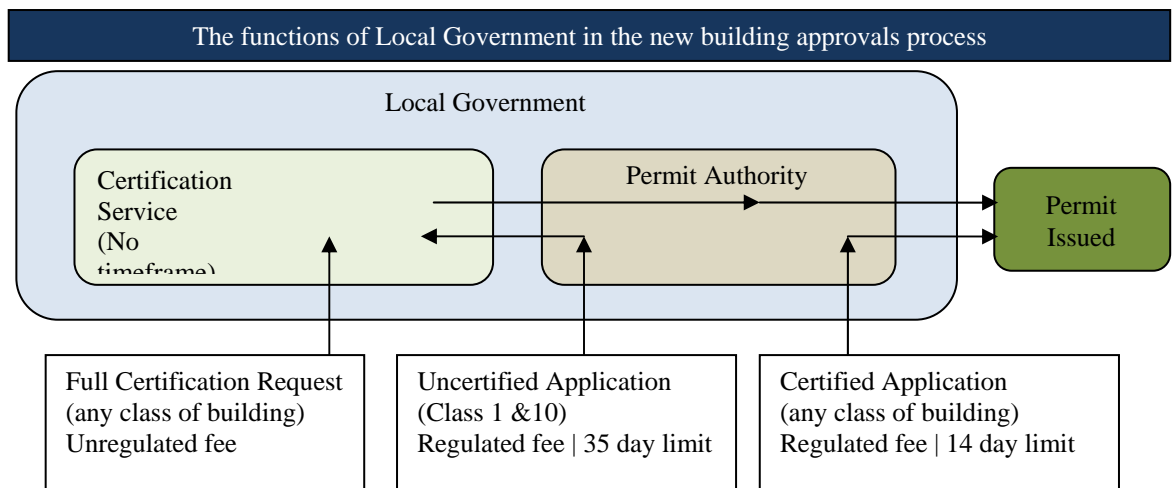 The functions of Local Government in the new building approvals process
Local Government
Certification
Service
(No
timeframe)
Permit Authority
Permit
Issued
Full Certification Request
(any class of building)
Unregulated fee
Uncertified Application
(Class 1 &10)
Regulated fee | 35 day limit
Certified Application
(any class of building)
Regulated fee | 14 day limit